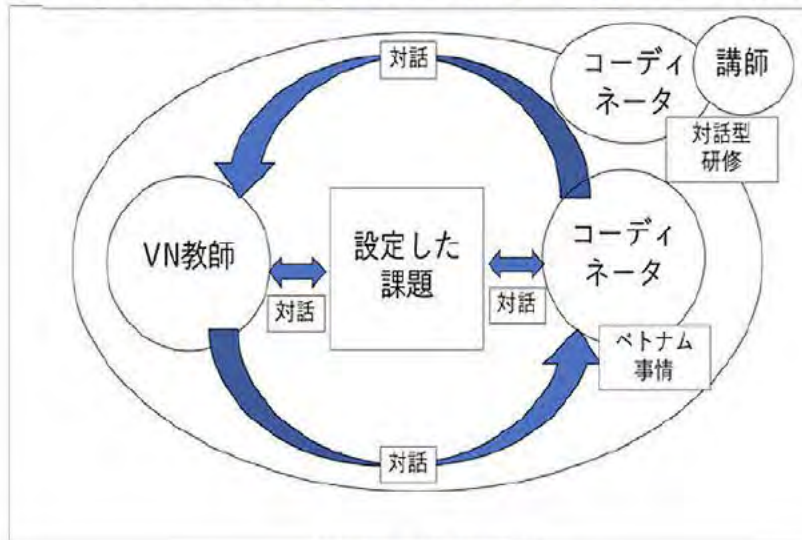 対話
コーディ
ネータ
講師
対話型
研修
VN教師
対話
設定した
課題
対話
コーディ
ネータ
ベトナム
事情
対話